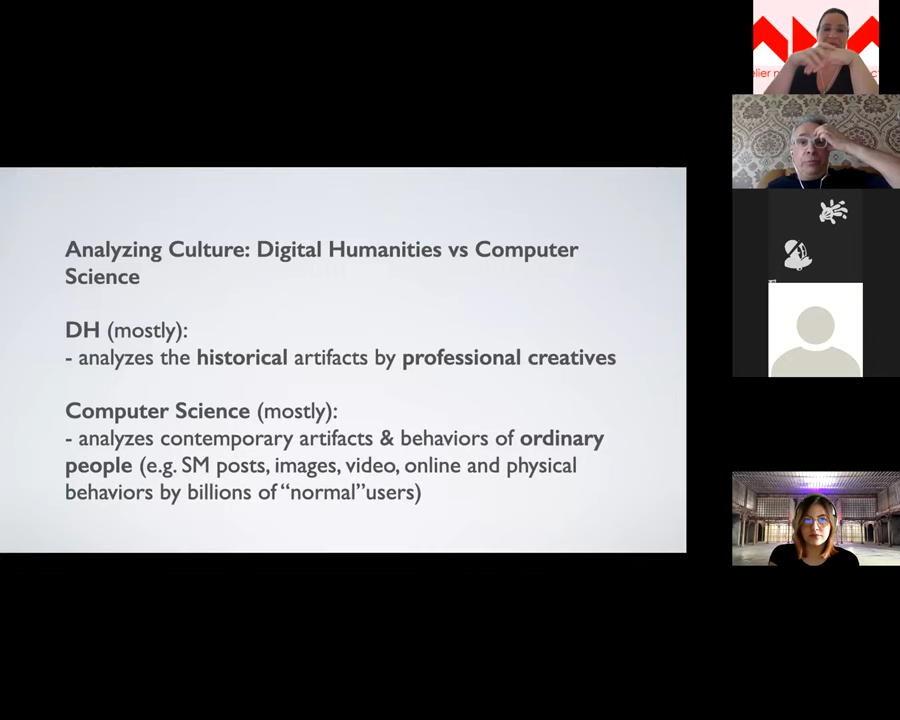 Analyzing Culture: Digital Humanities vs Computer
Science
DH (mostly):
- analyzes the historical artifacts by professional creatives
Computer Science (mostly):
- analyzes contemporary artifacts & behaviors of ordinary
people (e.g. SM posts, images, video, online and physical
behaviors by billions of “normal”users)